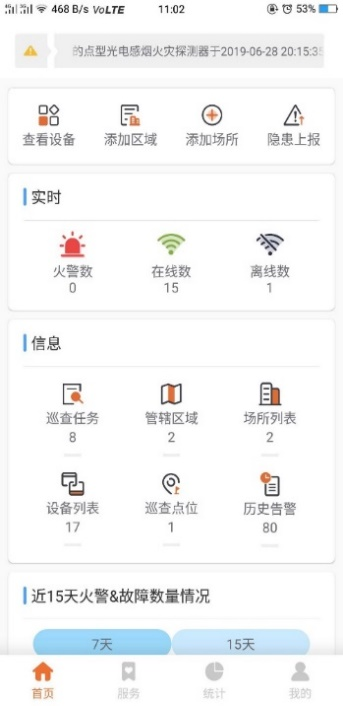 468 B/s VoLTE 11:02 53%
的点型光电感烟火灾探测器于2019-06-28 20:15:35
查看设备 添加区域 添加场所 隐患上报
实时
火警数 在线数 离线数
0 15 1
信息
巡查任务 管辖区域 场所列表
8 2 2
设备列表 巡查点位 历史告警
17 1 80
近15天火警&故障数量情况
7天 15天
首页 服务 统计 我的